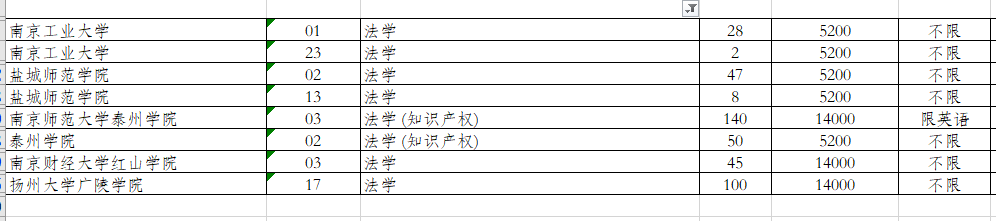 南京工业大学 01 法学 28 5200 不限
南京工业大学 23 法学 2 5200 不限
盐城师范学院 02 法学 47 5200 不限
盐城师范学院 13 法学 8 5200 不限
南京师范大学泰州学院 03 法学(知识产权) 140 14000 限英语
泰州学院 02 法学(知识产权) 50 5200 不限
南京财经大学红山学院 03 法学 45 14000 不限
扬州大学广陵学院 17 法学 100 14000 不限